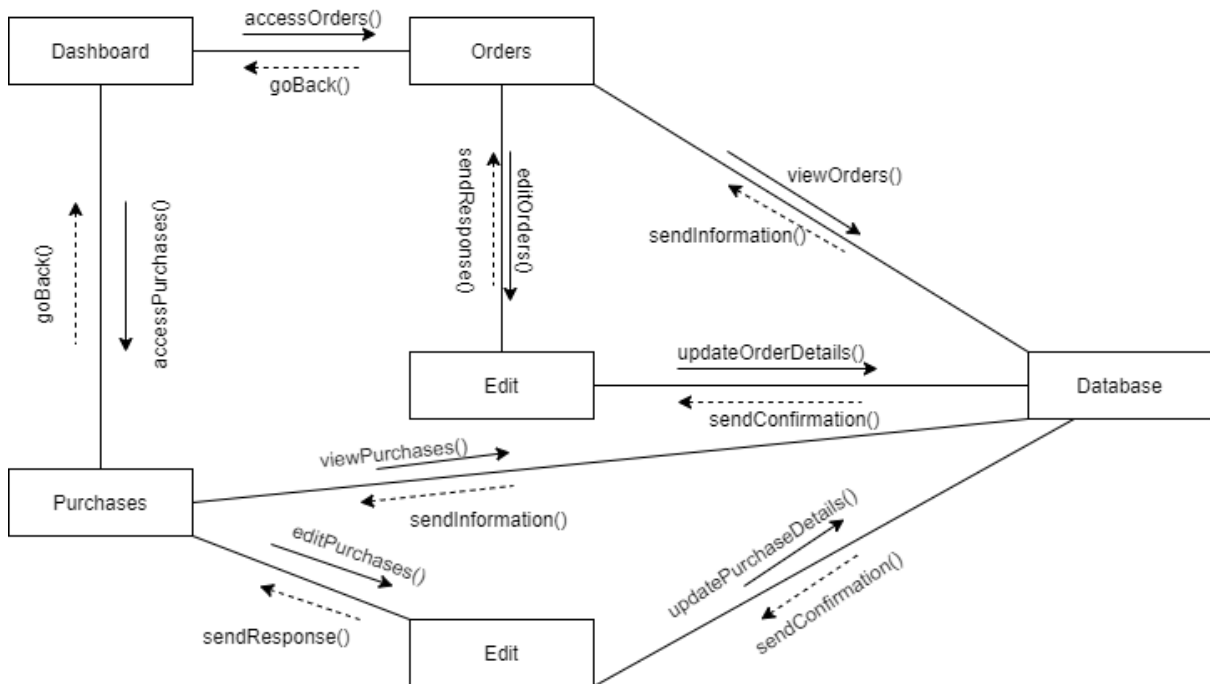 accessOrders()
Dashboard
Orders
goBack()
sendResponse()
editOrders()
viewOrders()
sendInformation()
goBack()
accessPurchases()
updateOrderDetails()
Edit
Database
sendConfirmation()
viewPurchases()
Purchases
sendInformation()
editPurchases()
updatePurchaseDetails()
sendConfirmation()
sendResponse()
Edit